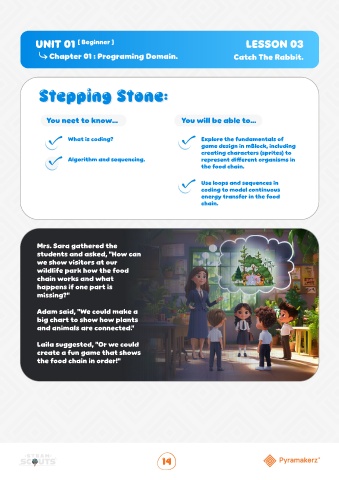 UNIT 01 [ Beginner ]
Chapter 01 : Programing Domain.
LESSON 03
Catch The Rabbit.
Stepping Stone:
You neet to know...
What is coding?
Algorithm and sequencing.
You will be able to...
Explore the fundamentals of
game design in mBlock, including
creating characters (sprites) to
represent different organisms in
the food chain.
Use loops and sequences in
coding to model continuous
energy transfer in the food
chain.
Mrs. Sara gathered the
students and asked, "How can
we show visitors at our
wildlife park how the food
chain works and what
happens if one part is
missing?"
Adam said, "We could make a
big chart to show how plants
and animals are connected."
Laila suggested, "Or we could
create a fun game that shows
the food chain in order!"
STEAM
SCOUTS
14
Pyramakerz